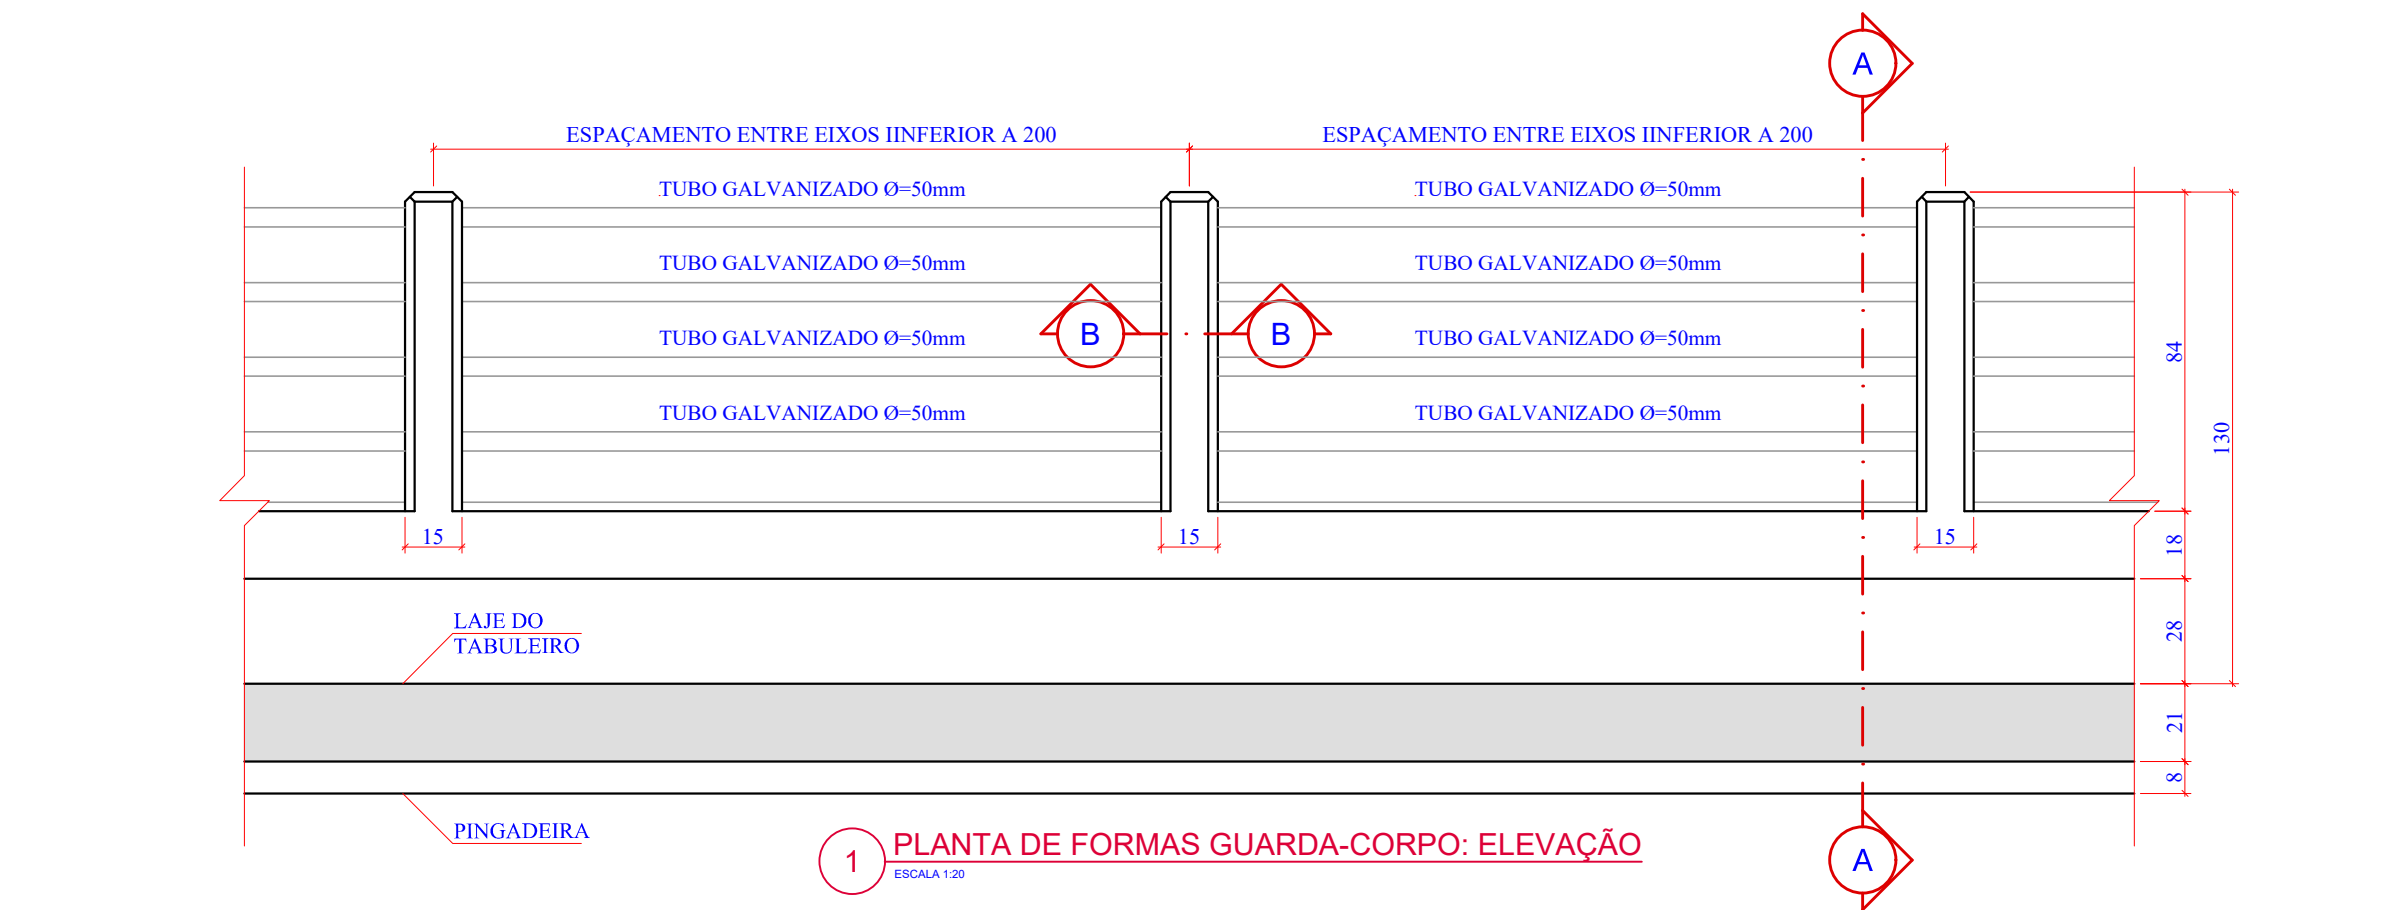 A
ESPAÇAMENTO ENTRE EIXOS IINFERIOR A 200
ESPAÇAMENTO ENTRE EIXOS IINFERIOR A 200
TUBO GALVANIZADO Ø=50mm
TUBO GALVANIZADO Ø=50mm
TUBO GALVANIZADO Ø=50mm
TUBO GALVANIZADO Ø=50mm
B
B
TUBO GALVANIZADO Ø=50mm
TUBO GALVANIZADO Ø=50mm
84
TUBO GALVANIZADO Ø=50mm
TUBO GALVANIZADO Ø=50mm
130
15
15
15
18
LAJE DO
TABULEIRO
28
21
8
PINGADEIRA
1
PLANTA DE FORMAS GUARDA-CORPO: ELEVAÇÃO
ESCALA 1:20
A